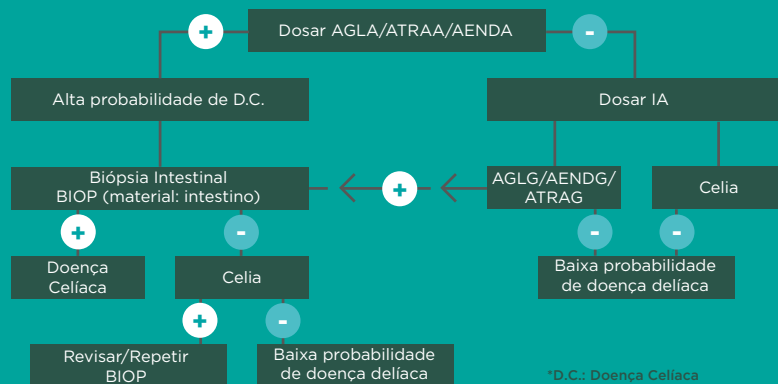 Dosar AGLA/ATRAA/AENDA
+
-
Alta probabilidade de D.C.
Dosar IA
Biópsia Intestinal
BIOP (material: intestino)
+
AGLG/AENDG/
ATRAG
Celia
+
-
-
-
Doença
Celíaca
Celia
Baixa probabilidade
de doença delíaca
+
-
Revisar/Repetir
BIOP
Baixa probabilidade
de doença delíaca
*D.C.: Doença Celíaca